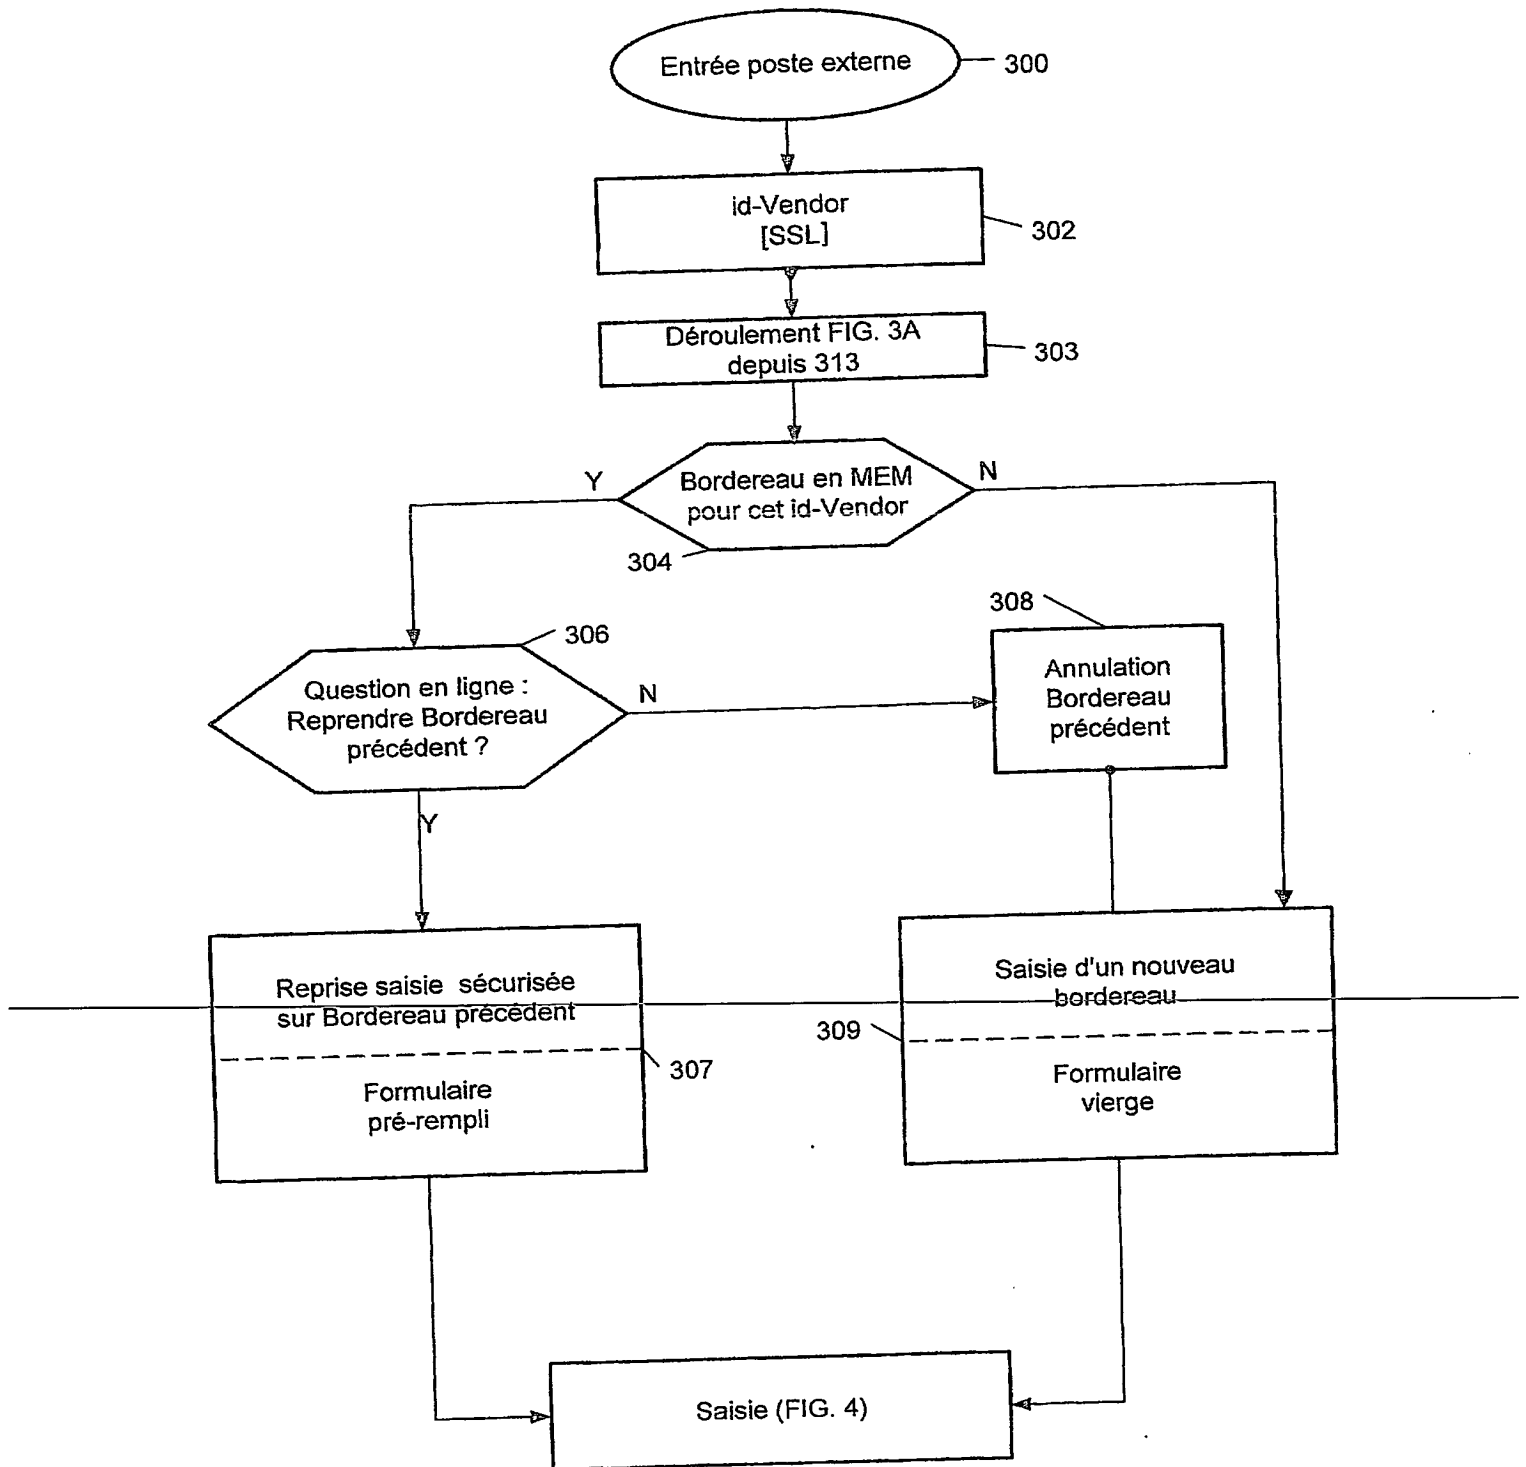 Entrée poste externe
300
id-Vendor
[SSL]
302
Déroulement FIG. 3A
depuis 313
303
Y
Bordereau en MEM
pour cet id-Vendor
N
304
308
306
Question en ligne :
Reprendre Bordereau
précédent ?
N
Annulation
Bordereau
précédent
Y
Reprise saisie sécurisée
sur Bordereau précédent
307
Formulaire
pré-rempli
Saisie d'un nouveau
bordereau
309
Formulaire
vierge
Saisie (FIG. 4)